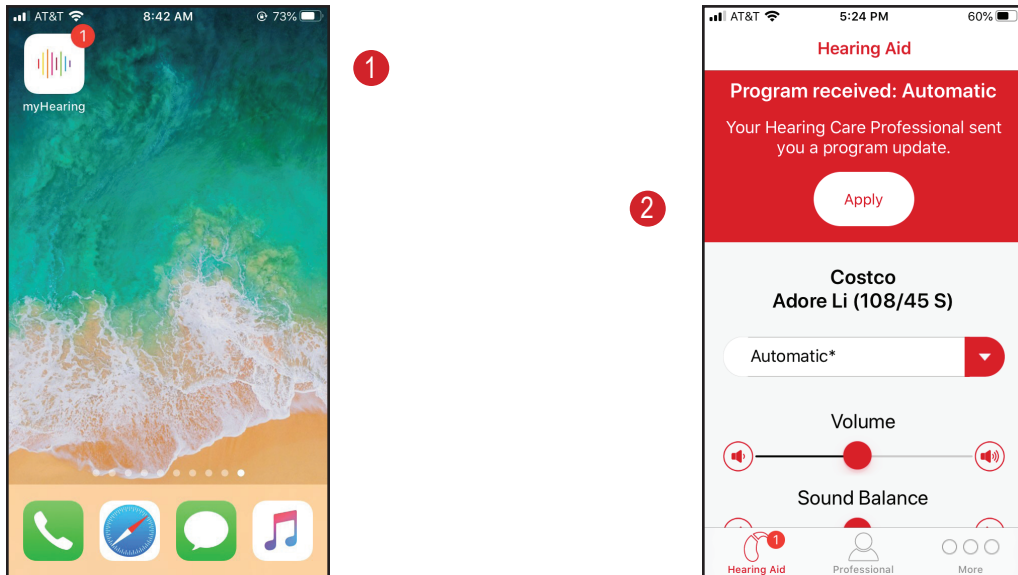 AT&T 8:42 AM 73%
1
myHearing
1
2
AT&T 5:24 PM 60%
Hearing Aid
Program received: Automatic
Your Hearing Care Professional sent
you a program update.
Apply
Costco
Adore Li (108/45 S)
Automatic*
Volume
Sound Balance
1
Hearing Aid Professional More